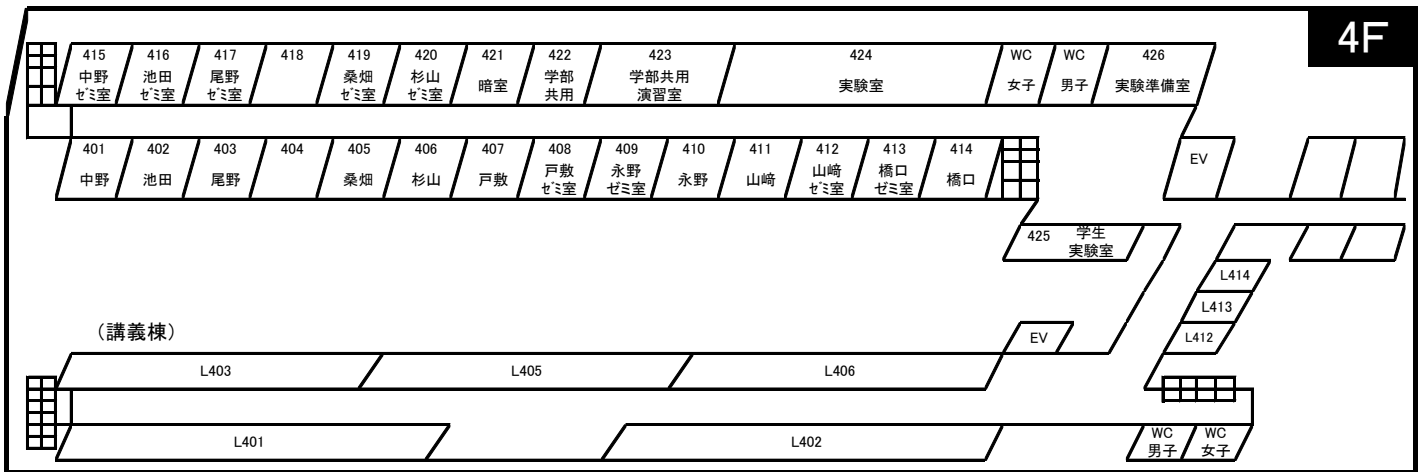 4F
415 416 417 418 419 420 421 422 423 424 WC WC 426
中野 池田 尾野 桑畑 杉山 暗室 学部 学部共用 実験室 女子 男子 実験準備室
ｾﾞﾐ室 ｾﾞﾐ室 ｾﾞﾐ室 ｾﾞﾐ室 ｾﾞﾐ室 共用 演習室
401 402 403 404 405 406 407 408 409 410 411 412 413 414 EV
中野 池田 尾野 桑畑 杉山 戸敷 戸敷 永野 永野 山﨑 山﨑 橋口 橋口
ｾﾞﾐ室 ゼミ室 ｾﾞﾐ室 ゼミ室
425 学生
実験室
L414
L413
L412
（講義棟）
EV
L403 L405 L406
L401 L402 WC WC
男子 女子